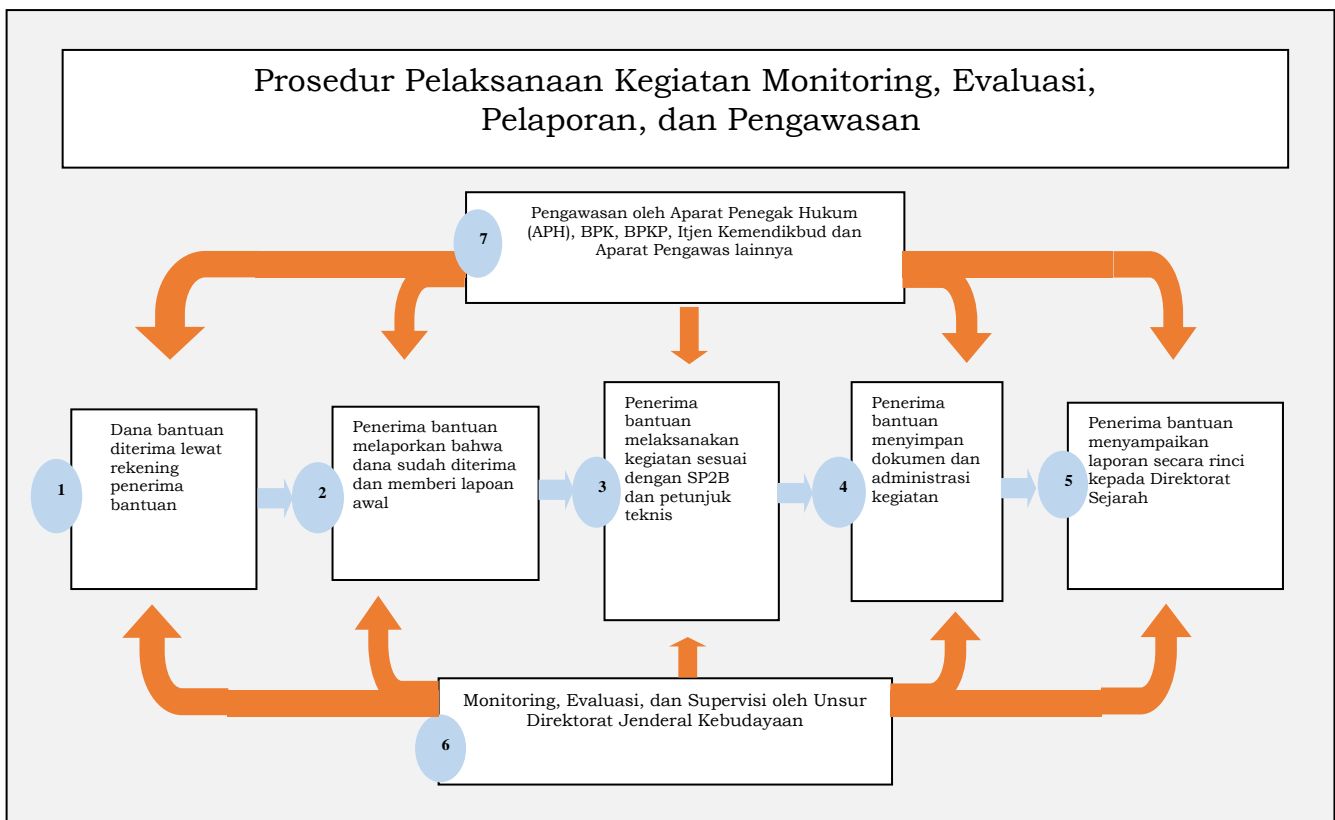 Prosedur Pelaksanaan Kegiatan Monitoring, Evaluasi,
Pelaporan, dan Pengawasan
7
Pengawasan oleh Aparat Penegak Hukum
(APH), BPK, BPKP, Itjen Kemendikbud dan
Aparat Pengawas lainnya
1
Dana bantuan
diterima lewat
rekening
penerima
bantuan
2
Penerima bantuan
melaporkan bahwa
dana sudah diterima
dan memberi lapoan
awal
3
Penerima
bantuan
melaksanakan
kegiatan sesuai
dengan SP2B
dan petunjuk
teknis
4
Penerima
bantuan
menyimpan
dokumen dan
administrasi
kegiatan
5
Penerima bantuan
menyampaikan
laporan secara rinci
kepada Direktorat
Sejarah
Monitoring, Evaluasi, dan Supervisi oleh Unsur
Direktorat Jenderal Kebudayaan
6